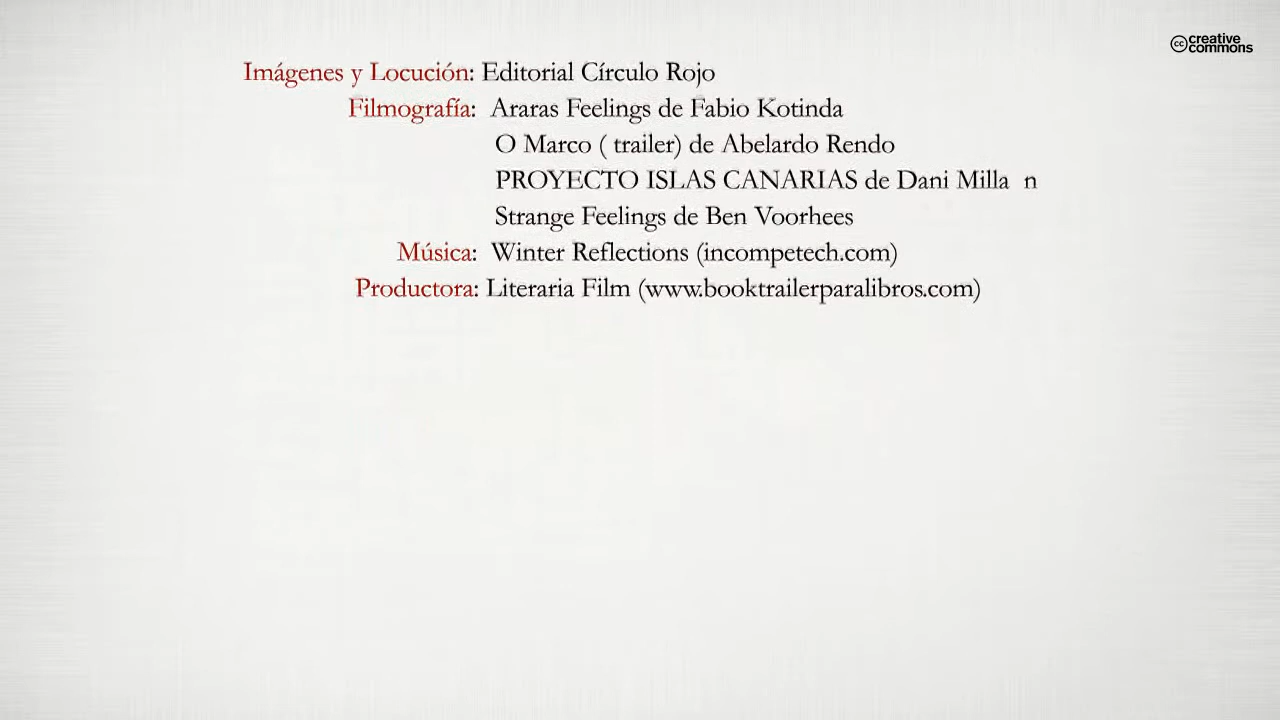 creative
commons
Imágenes y Locución: Editorial Círculo Rojo
Filmografía: Araras Feelings de Fabio Kotinda
O Marco ( trailer) de Abelardo Rendo
PROYECTO ISLAS CANARIAS de Dani Milla n
Strange Feelings de Ben Voorhees
Música: Winter Reflections (incompetech.com)
Productora: Literaria Film (www.booktrailerparalibros.com)